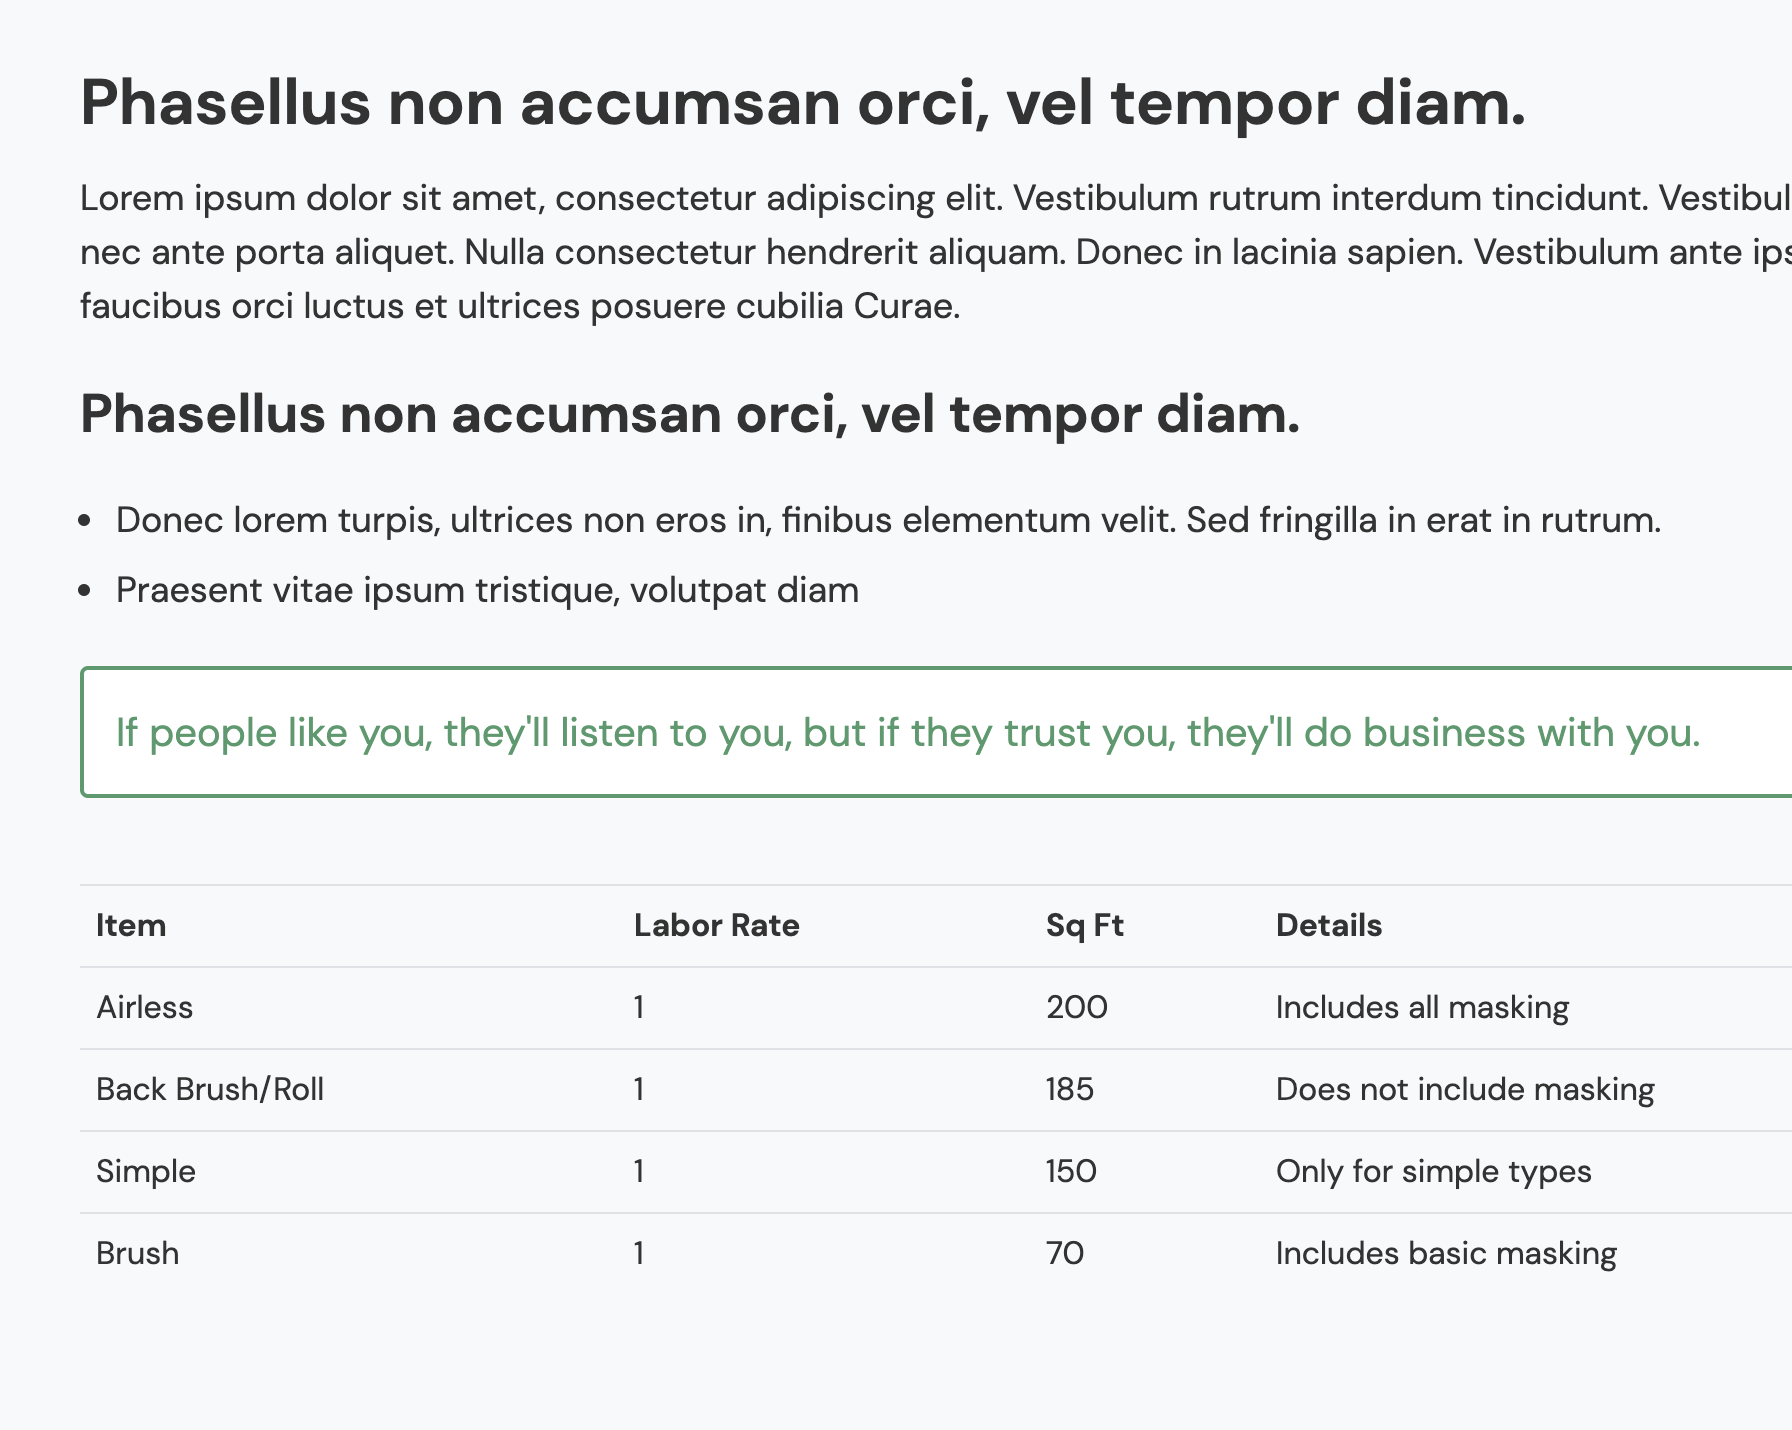 Phasellus non accumsan orci, vel tempor diam.
Lorem ipsum dolor sit amet, consectetur adipiscing elit. Vestibulum rutrum interdum tincidunt.
nec ante porta aliquet. Nulla consectetur hendrerit aliquam. Donec in lacinia sapien. Vestibulum ante
faucibus orci luctus et ultrices posuere cubilia Curae.
Phasellus non accumsan orci, vel tempor diam.
• Donec lorem turpis, ultrices non eros in, finibus elementum velit. Sed fringilla in erat in rutrum.
• Praesent vitae ipsum tristique, volutpat diam
If people like you, they'll listen to you, but if they trust you, they'll do business with you.
Item Labor Rate Sq Ft Details
Airless 1 200 Includes all masking
Back Brush/Roll 1 185 Does not include masking
Simple 1 150 Only for simple types
Brush 1 70 Includes basic masking